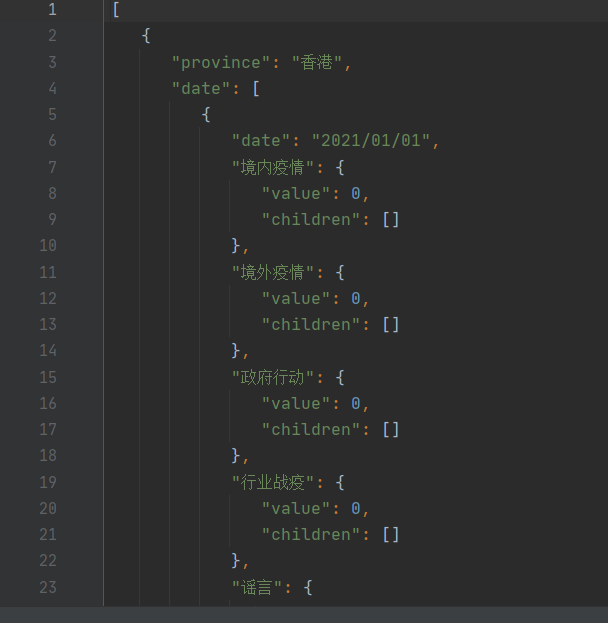 1 [
2 {
3 "province": "香港",
4 "date": [
5 {
6 "date": "2021/01/01",
7 "境内疫情": {
8 "value": 0,
9 "children": []
10 },
11 "境外疫情": {
12 "value": 0,
13 "children": []
14 },
15 "政府行动": {
16 "value": 0,
17 "children": []
18 },
19 "行业战疫": {
20 "value": 0,
21 "children": []
22 },
23 "谣言": {